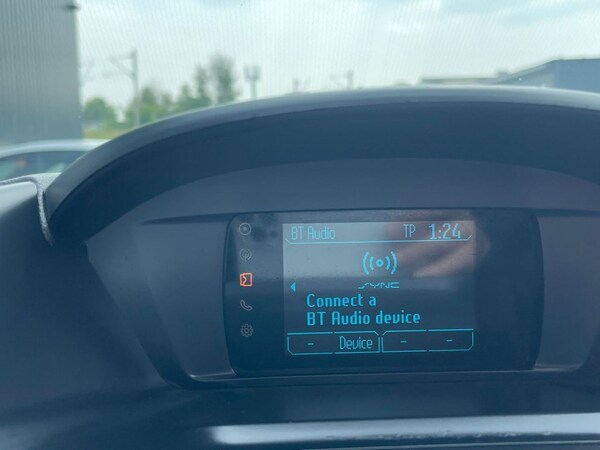 BT Audio TP 1:24
SYNC
Connect a
BT Audio device
- Device - -